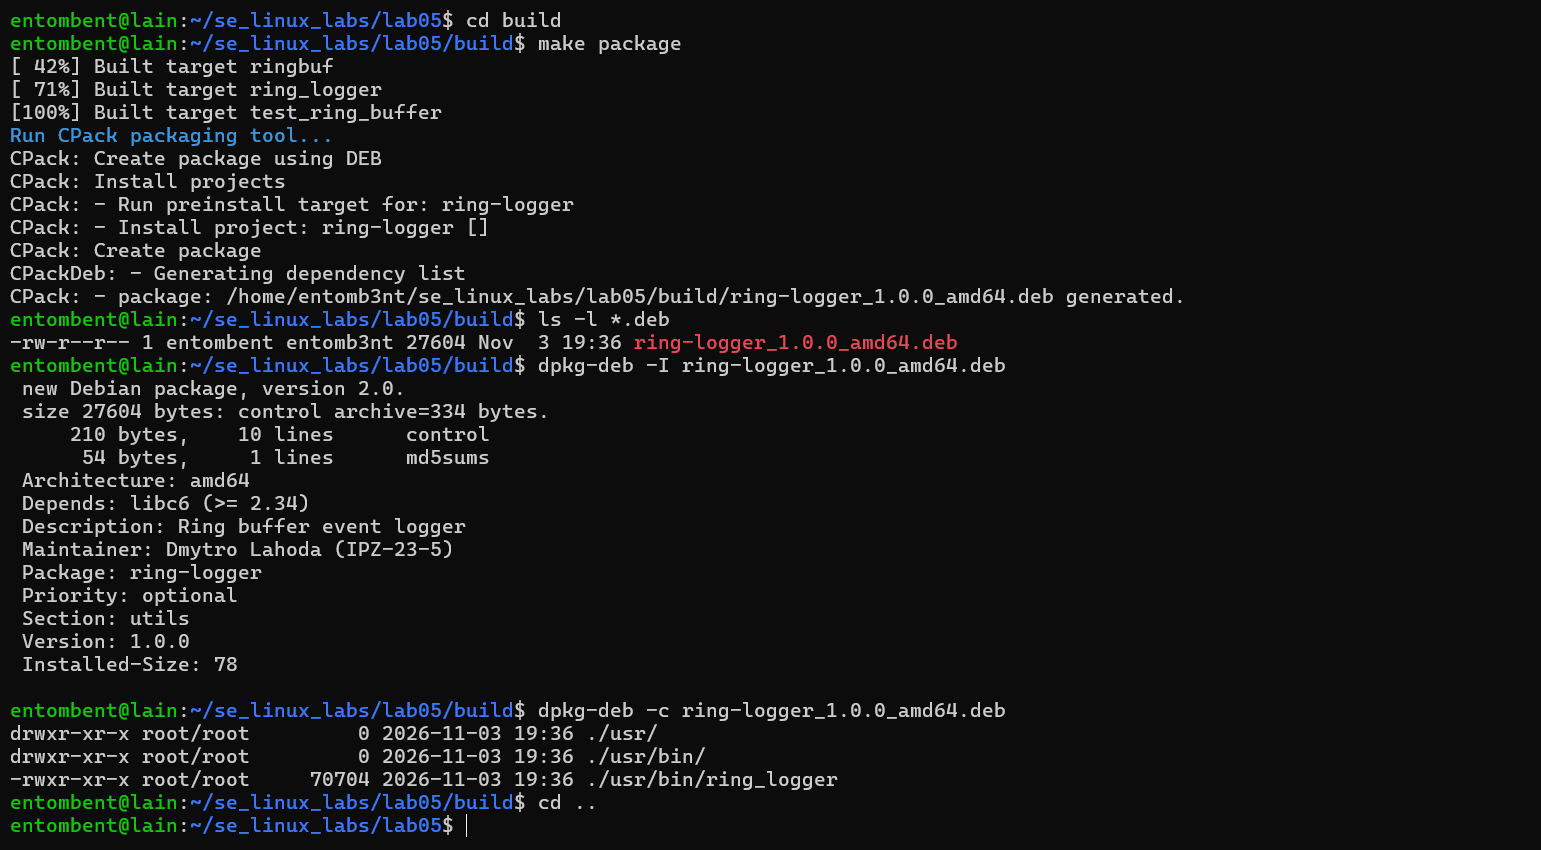 entombent@lain:~/se_linux_labs/lab05$ cd build
entombent@lain:~/se_linux_labs/lab05/build$ make package
[ 42%] Built target ringbuf
[ 71%] Built target ring_logger
[100%] Built target test_ring_buffer
Run CPack packaging tool...
CPack: Create package using DEB
CPack: Install projects
CPack: - Run preinstall target for: ring-logger
CPack: - Install project: ring-logger []
CPack: Create package
CPackDeb: - Generating dependency list
CPack: - package: /home/entomb3nt/se_linux_labs/lab05/build/ring-logger_1.0.0_amd64.deb generated.
entombent@lain:~/se_linux_labs/lab05/build$ ls -l *.deb
-rw-r--r-- 1 entombent entomb3nt 27604 Nov  3 19:36 ring-logger_1.0.0_amd64.deb
entombent@lain:~/se_linux_labs/lab05/build$ dpkg-deb -I ring-logger_1.0.0_amd64.deb
 new Debian package, version 2.0.
 size 27604 bytes: control archive=334 bytes.
     210 bytes,    10 lines      control
      54 bytes,     1 lines      md5sums
 Architecture: amd64
 Depends: libc6 (>= 2.34)
 Description: Ring buffer event logger
 Maintainer: Dmytro Lahoda (IPZ-23-5)
 Package: ring-logger
 Priority: optional
 Section: utils
 Version: 1.0.0
 Installed-Size: 78
entombent@lain:~/se_linux_labs/lab05/build$ dpkg-deb -c ring-logger_1.0.0_amd64.deb
drwxr-xr-x root/root         0 2026-11-03 19:36 ./usr/
drwxr-xr-x root/root         0 2026-11-03 19:36 ./usr/bin/
-rwxr-xr-x root/root     70704 2026-11-03 19:36 ./usr/bin/ring_logger
entombent@lain:~/se_linux_labs/lab05/build$ cd ..
entombent@lain:~/se_linux_labs/lab05$